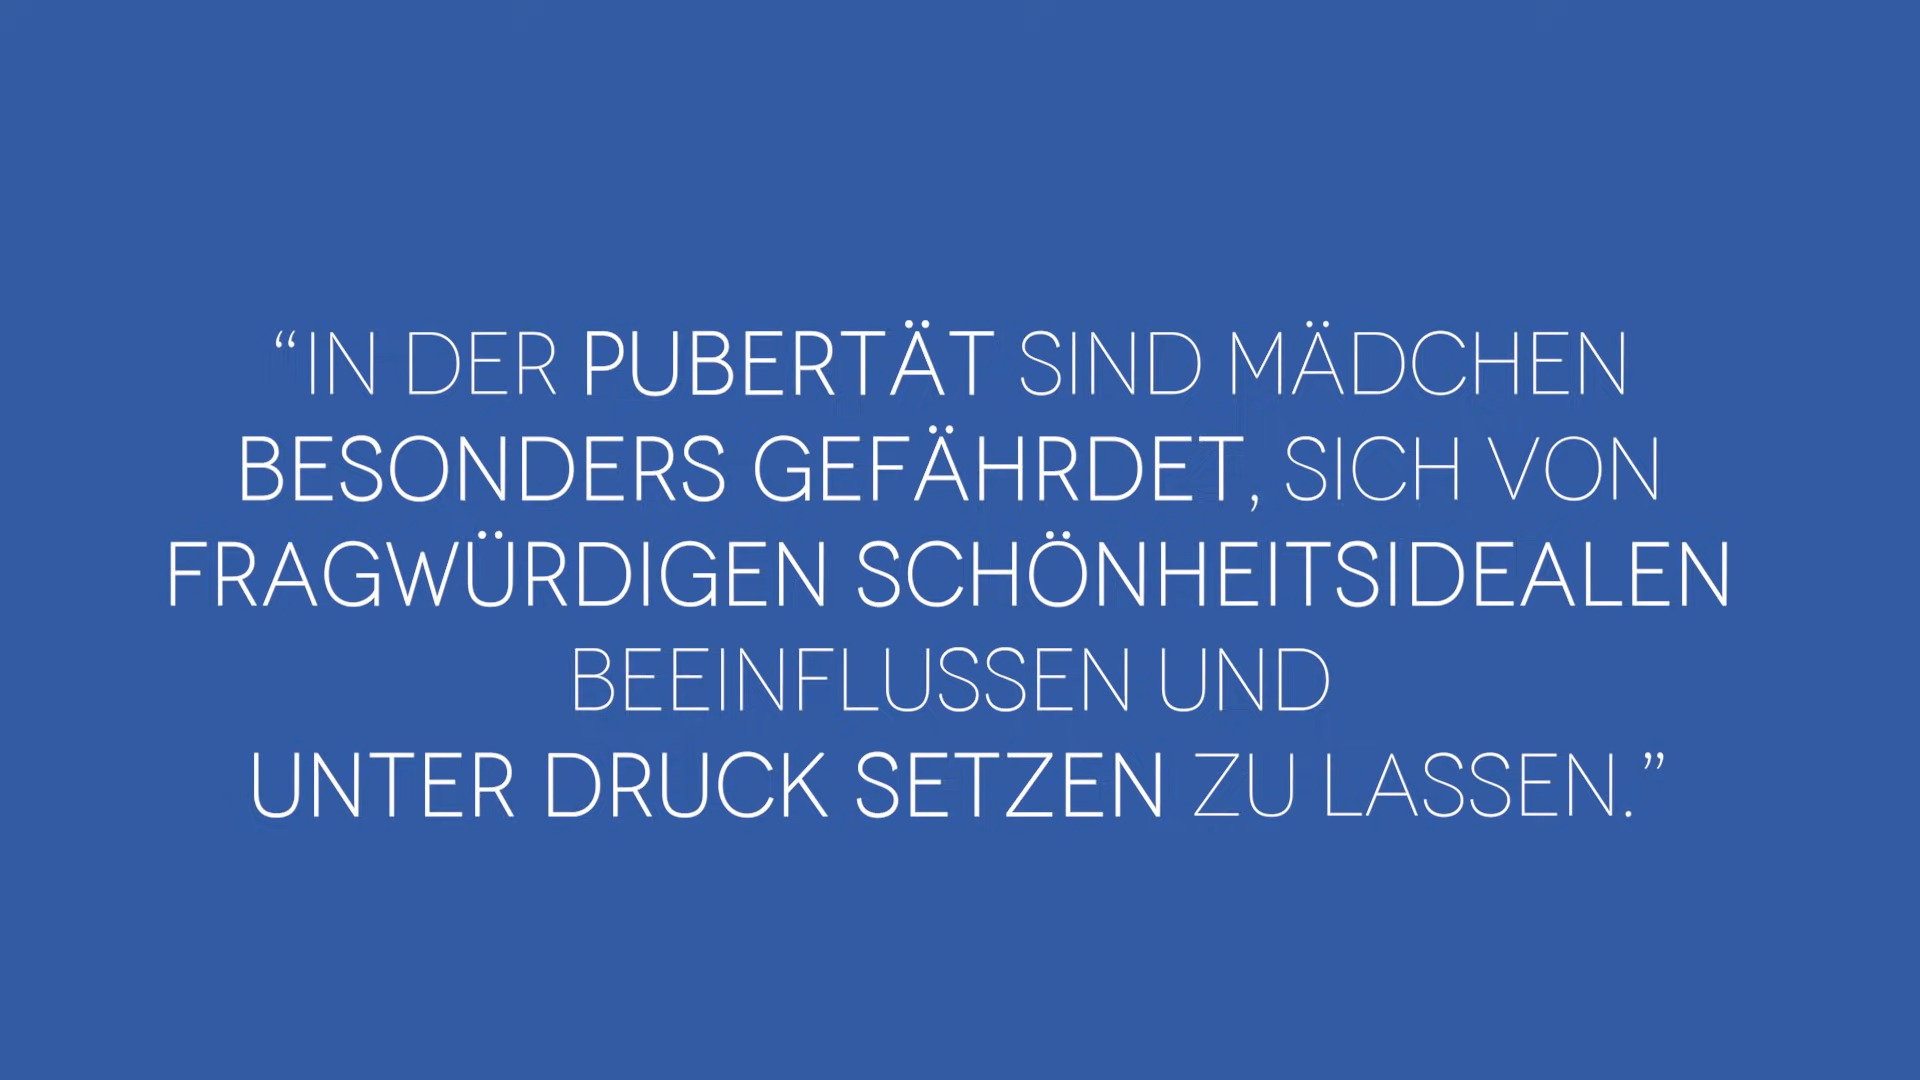 “IN DER PUBERTÄT SIND MÄDCHEN
BESONDERS GEFÄHRDET, SICH VON
FRAGWÜRDIGEN SCHÖNHEITSIDEALEN
BEEINFLUSSEN UND
UNTER DRUCK SETZEN ZU LASSEN.”